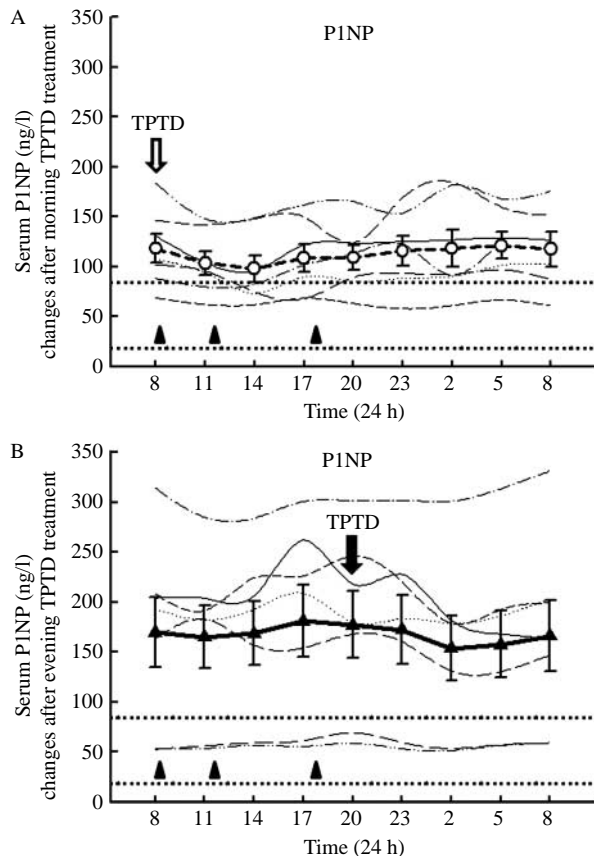 A
P1NP
Serum P1NP (ng/l)
changes after morning TPTD treatment
350
300
250
200
150
100
50
0
TPTD
8 11 14 17 20 23 2 5 8
Time (24 h)
B
P1NP
Serum P1NP (ng/l)
changes after evening TPTD treatment
350
300
250
200
150
100
50
0
TPTD
8 11 14 17 20 23 2 5 8
Time (24 h)